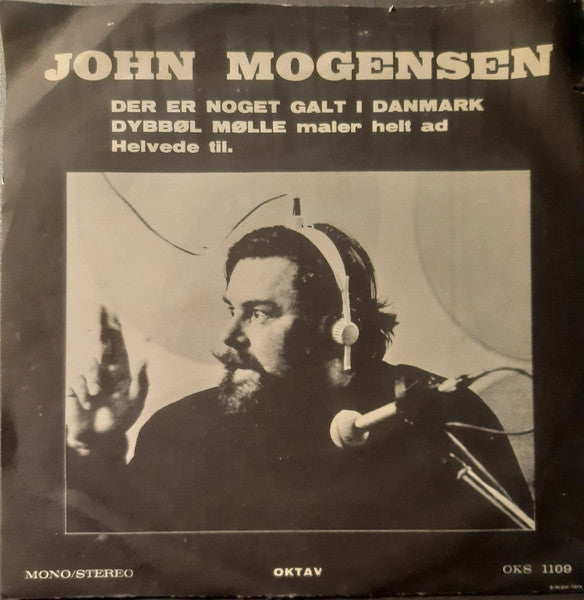 JOHN MOGENSEN
DER ER NOGET GALT I DANMARK
DYBBØL MØLLE maler helt ad
Helvede til.
MONO/STEREO
OKTAV
OKS 1109